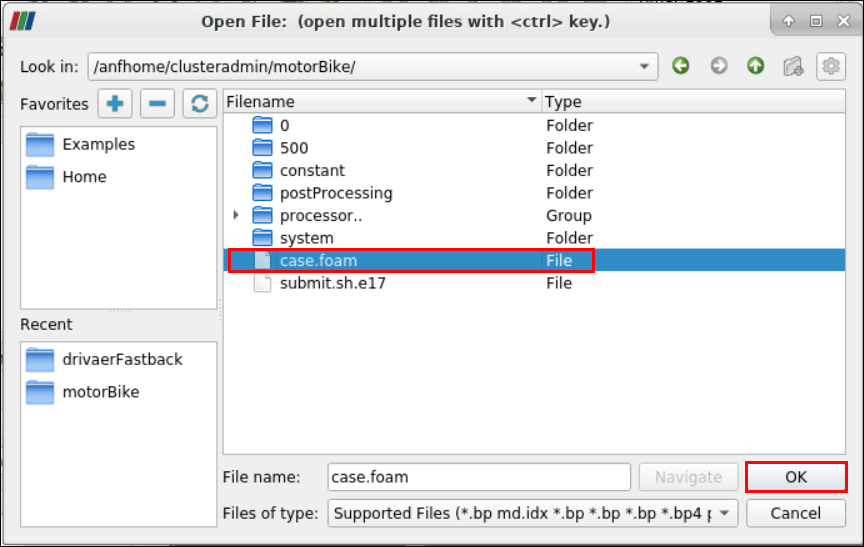 Open File: (open multiple files with <ctrl> key.)
Look in: /anfhome/clusteradmin/motorBike/
Favorites
Filename Type
Examples
Home
0 Folder
500 Folder
constant Folder
postProcessing Folder
processor.. Group
system Folder
case.foam File
submit.sh.e17 File
Recent
drivaerFastback
motorBike
File name: case.foam Navigate OK
Files of type: Supported Files (*.bp md.idx *.bp *.bp *.bp *.bp4 Cancel